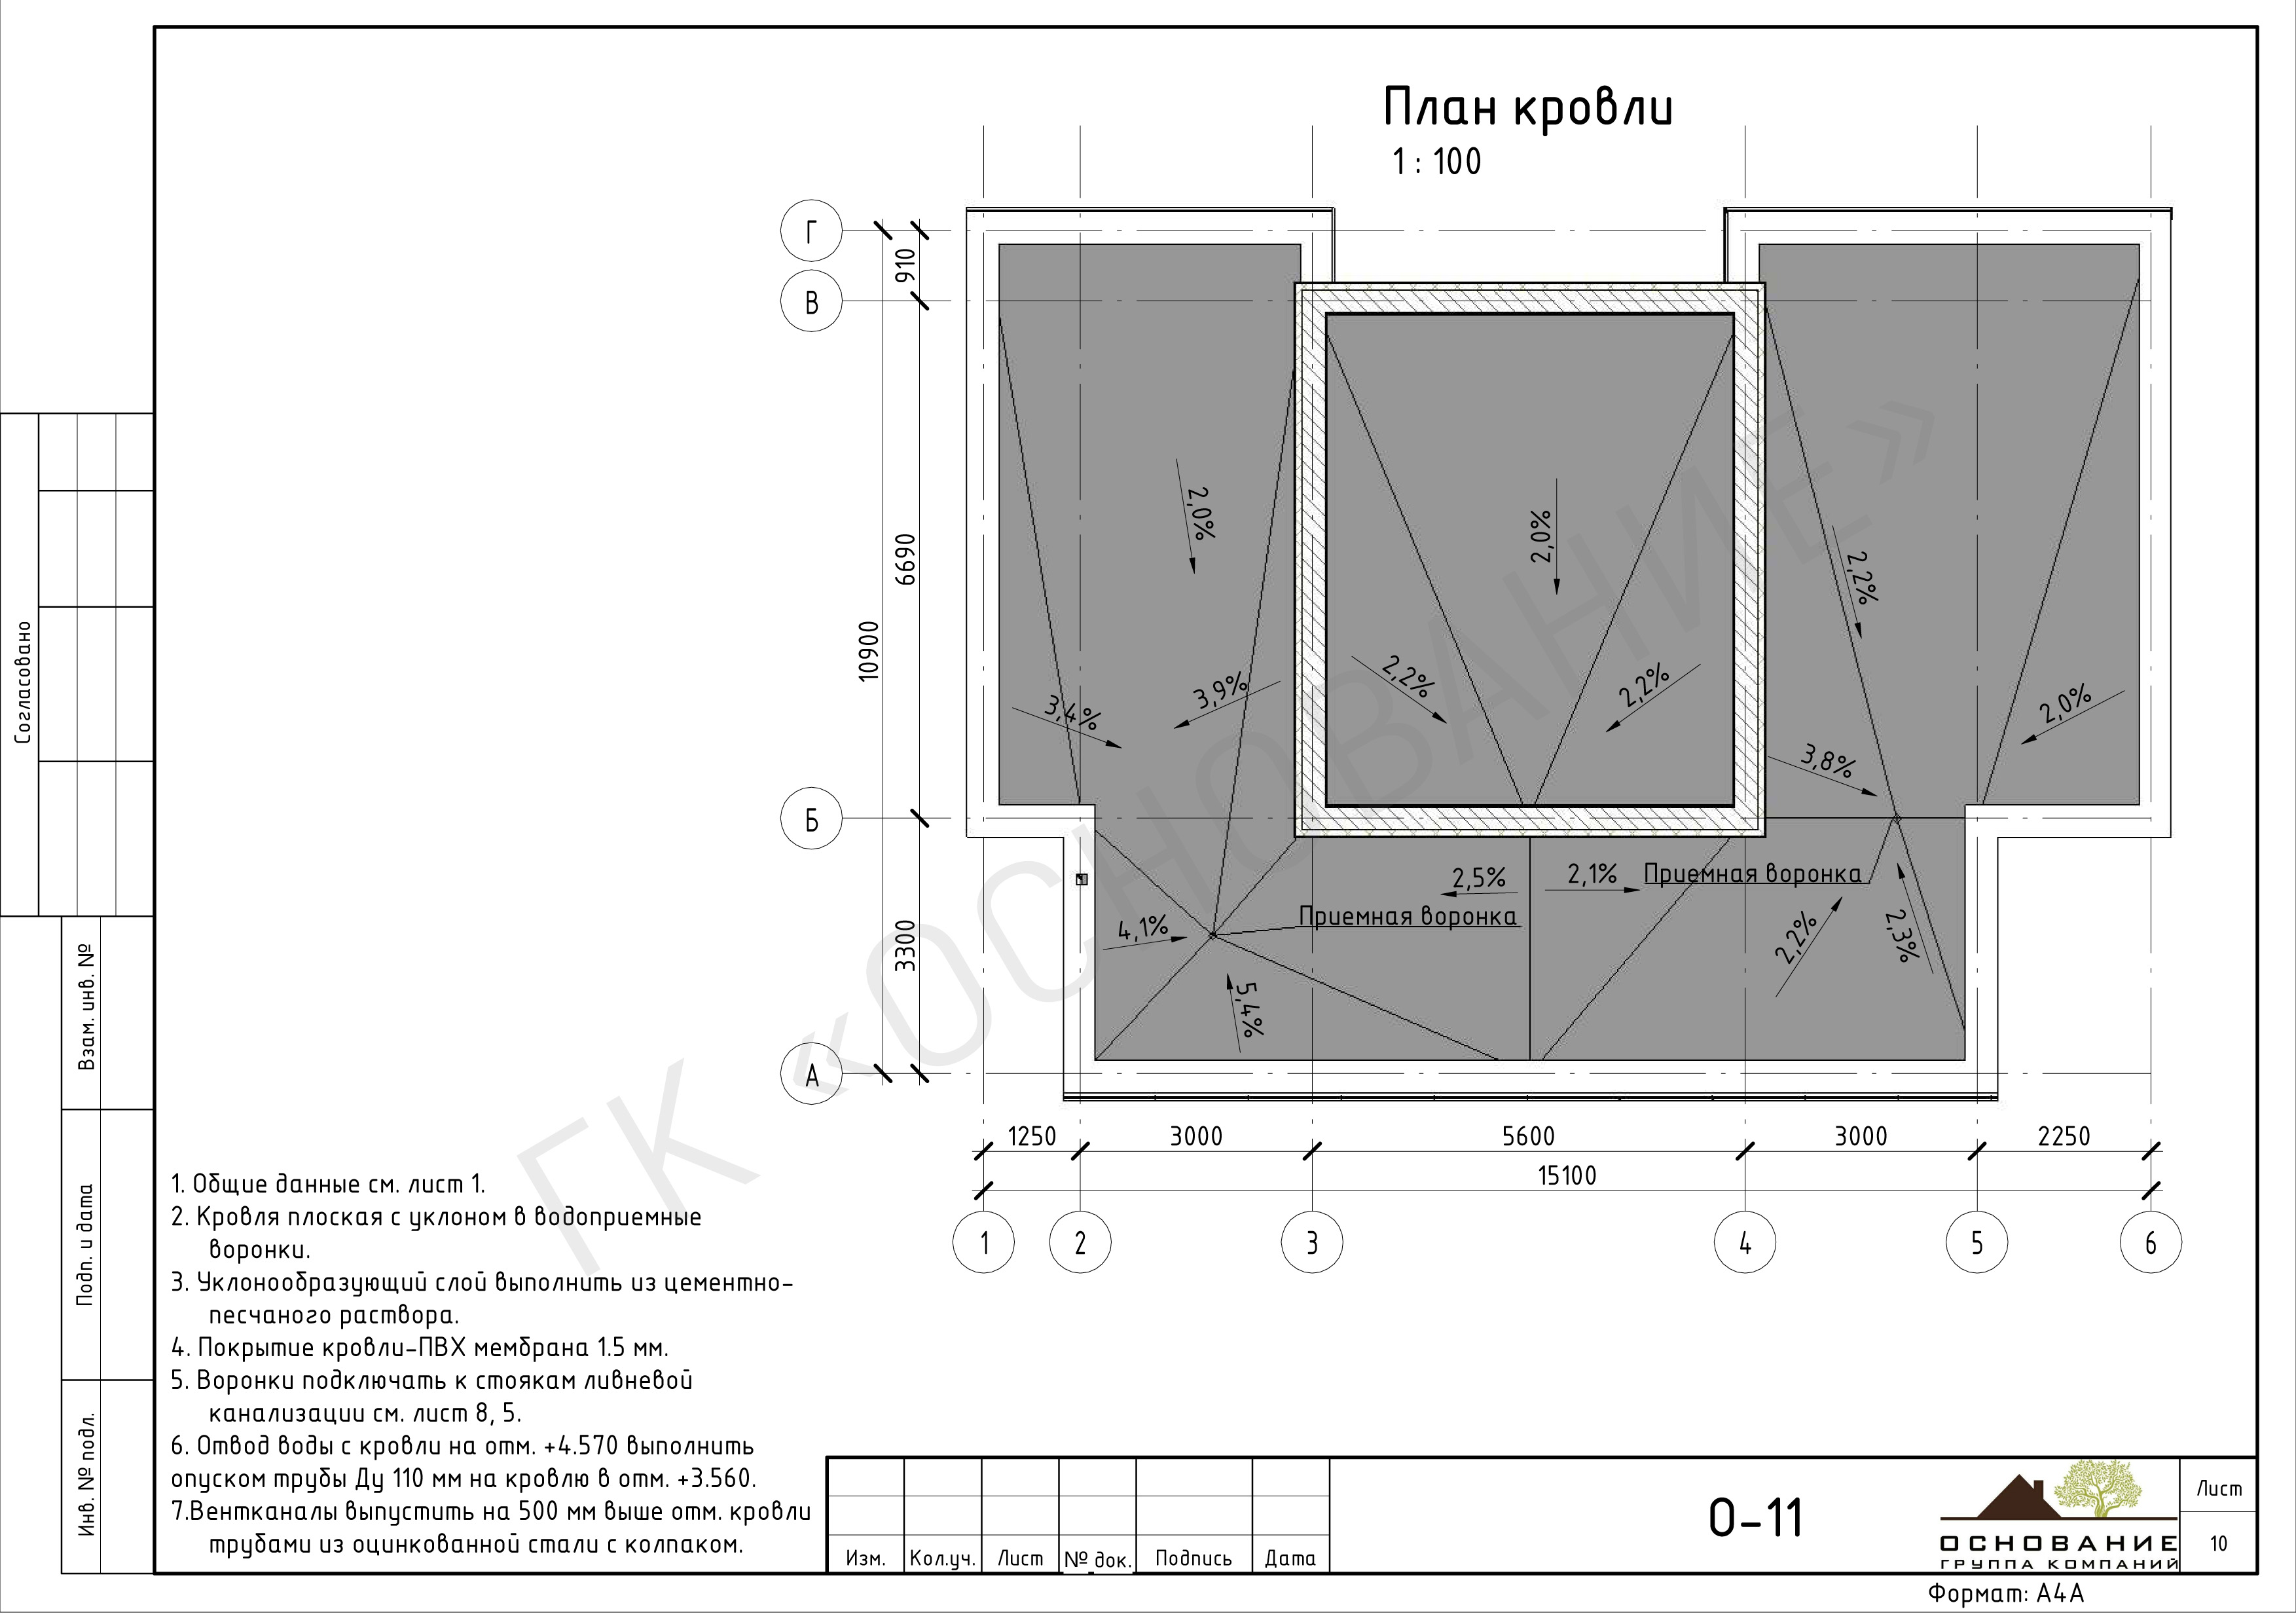 План кровли
1 : 100
Г
В
Б
А
910
6690
3300
10900
2,0%
2,0%
2,2%
3,4%
3,9%
2,2%
2,2%
2,0%
3,8%
2,5%
2,1%
Приемная воронка
Приемная воронка
4,1%
5,4%
2,2%
2,3%
1250
3000
5600
3000
2250
15100
1
2
3
4
5
6
ГК «ОСНОВАНИЕ»
1. Общие данные см. лист 1.
2. Кровля плоская с уклоном в водоприемные
воронки.
3. Уклонообразующий слой выполнить из цементно-
песчаного раствора.
4. Покрытие кровли-ПВХ мембрана 1.5 мм.
5. Воронки подключать к стоякам ливневой
канализации см. лист 8, 5.
6. Отвод воды с кровли на отм. +4.570 выполнить
опуском трубы Ду 110 мм на кровлю в отм. +3.560.
7.Вентканалы выпустить на 500 мм выше отм. кровли
трубами из оцинкованной стали с колпаком.
Согласовано
Взам. инв. №
Подп. и дата
Инв. № подл.
Изм.
Кол.уч.
Лист
№ док.
Подпись
Дата
О-11
ОСНОВАНИЕ
ГРУППА КОМПАНИЙ
Лист
10
Формат: А4А